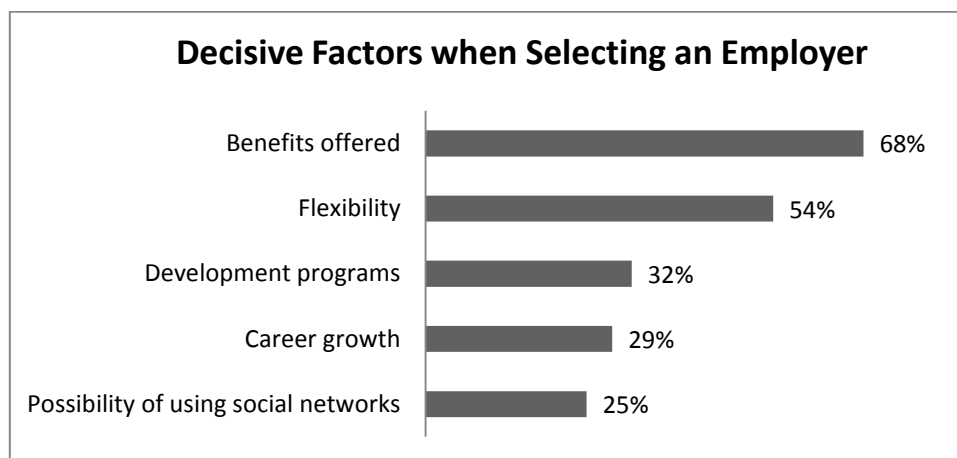 Decisive Factors when Selecting an Employer
Benefits offered 68%
Flexibility 54%
Development programs 32%
Career growth 29%
Possibility of using social networks 25%